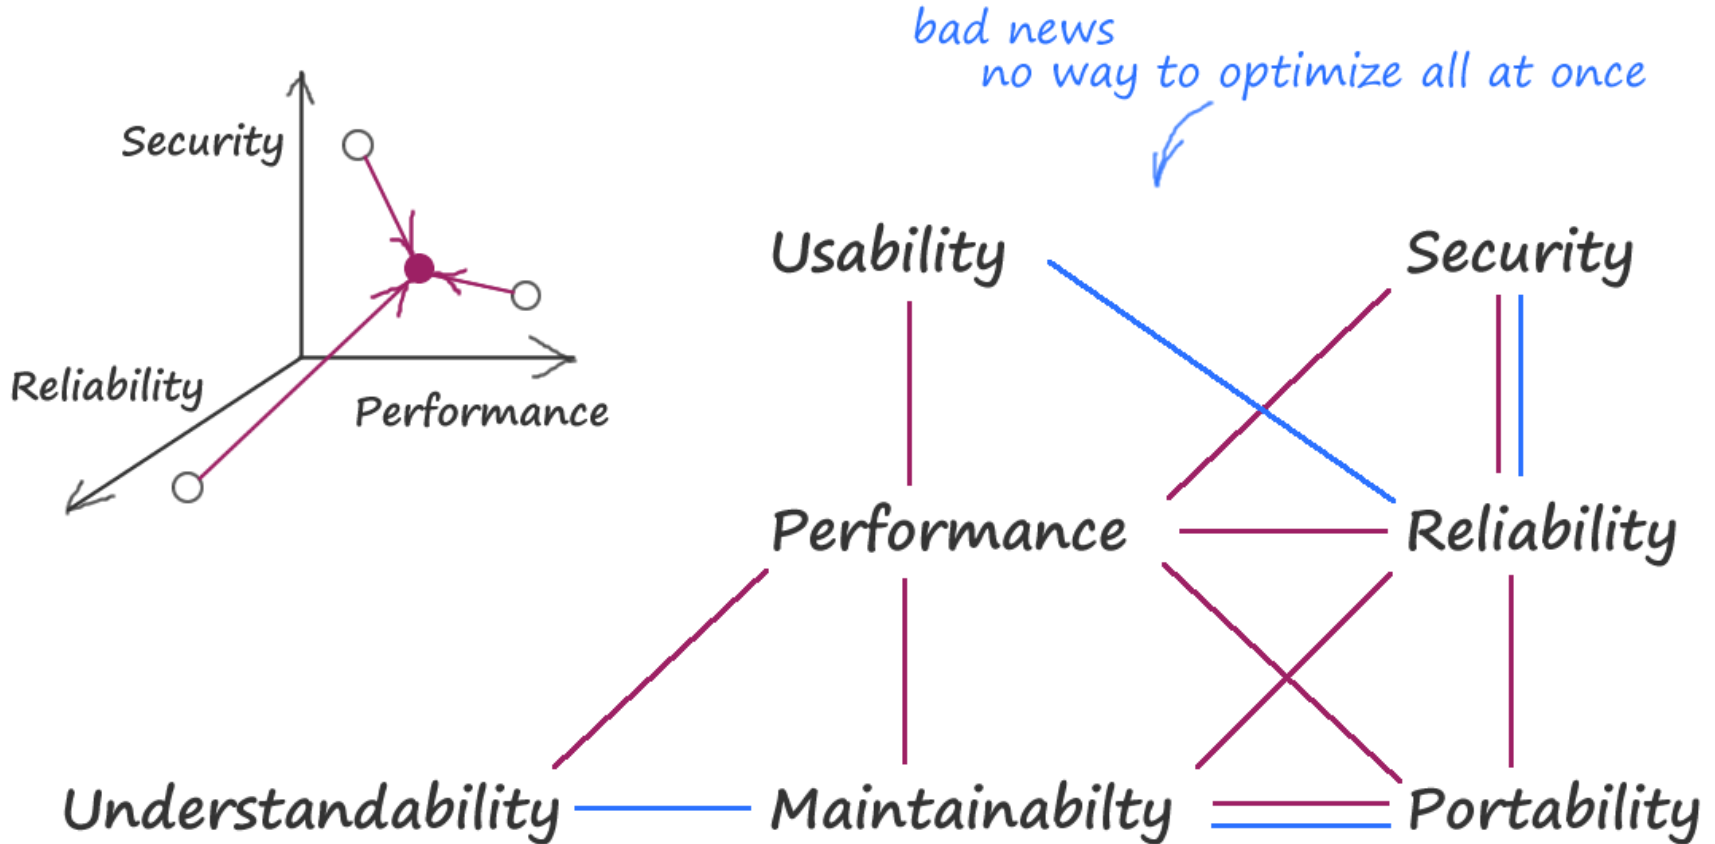 bad news
no way to optimize all at once
Security
Reliability
Performance
Usability
Security
Performance
Reliability
Understandability
Maintainabilty
Portability